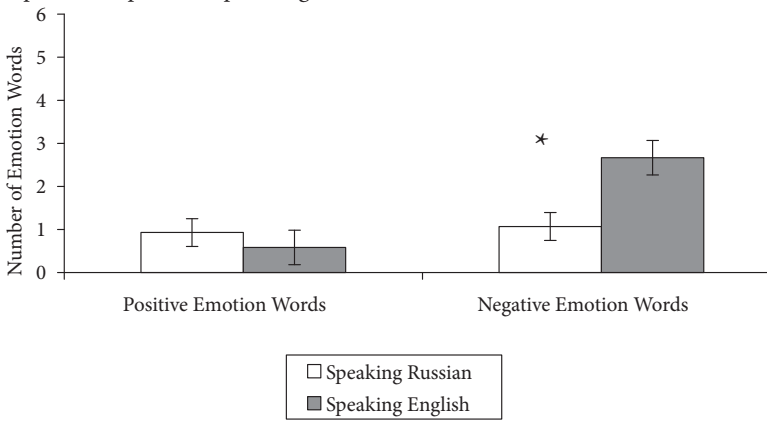 6
5
4
3
2
1
0
Number of Emotion Words
*
Positive Emotion Words
Negative Emotion Words
Speaking Russian
Speaking English